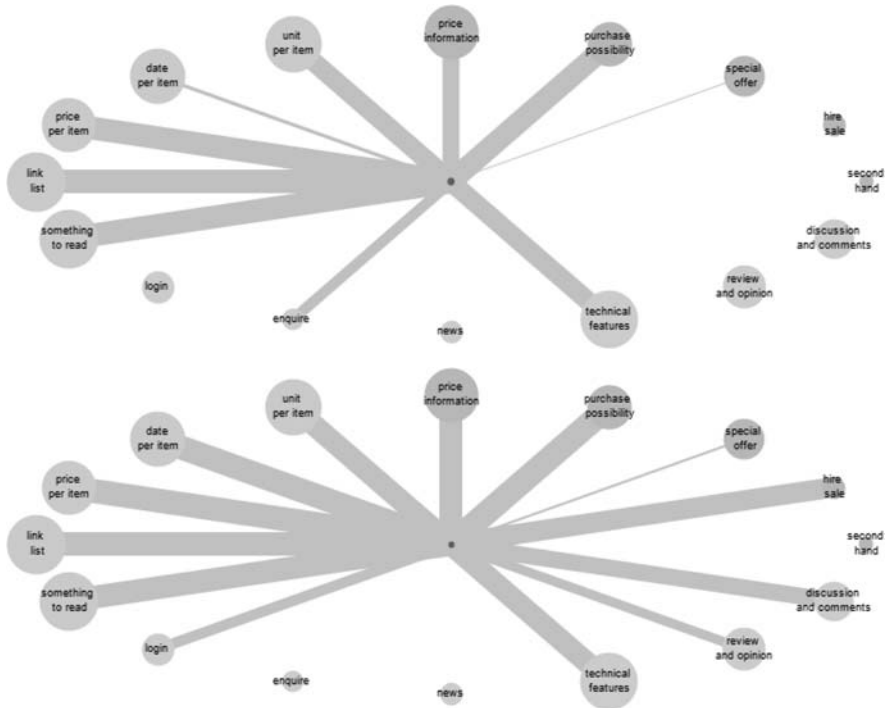 price
information
unit
per item
purchase
possibility
date
per item
special
offer
price
per item
hire
sale
link
list
second
hand
something
to read
discussion
and comments
login
review
and opinion
enquire
technical
features
news
price
information
unit
per item
purchase
possibility
date
per item
special
offer
price
per item
hire
sale
link
list
second
hand
something
to read
discussion
and comments
login
review
and opinion
enquire
technical
features
news